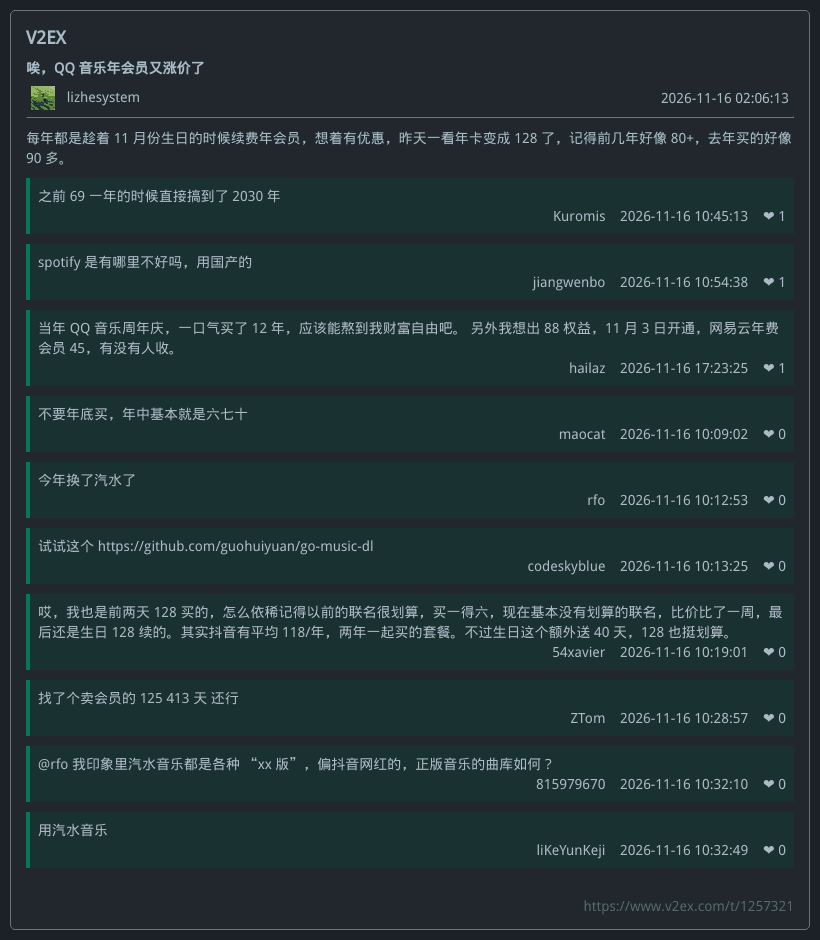 V2EX
唉，QQ 音乐年会员又涨价了
lizhesystem
2026-11-16 02:06:13
每年都是趁着 11 月份生日的时候续费年会员，想着有优惠，昨天一看年卡变成 128 了，记得前几年好像 80+，去年买的好像
90 多。
之前 69 一年的时候直接搞到了 2030 年
Kuromis 2026-11-16 10:45:13 ❤ 1
spotify 是有哪里不好吗，用国产的
jiangwenbo 2026-11-16 10:54:38 ❤ 1
当年 QQ 音乐周年庆，一口气买了 12 年，应该能熬到我财富自由吧。 另外我想出 88 权益，11 月 3 日开通，网易云年费
会员 45，有没有人收。
hailaz 2026-11-16 17:23:25 ❤ 1
不要年底买，年中基本就是六七十
maocat 2026-11-16 10:09:02 ❤ 0
今年换了汽水了
rfo 2026-11-16 10:12:53 ❤ 0
试试这个 https://github.com/guohuiyuan/go-music-dl
codeskyblue 2026-11-16 10:13:25 ❤ 0
哎，我也是前两天 128 买的，怎么依稀记得以前的联名很划算，买一得六，现在基本没有划算的联名，比价比了一周，最
后还是生日 128 续的。其实抖音有平均 118/年，两年一起买的套餐。不过生日这个额外送 40 天，128 也挺划算。
54xavier 2026-11-16 10:19:01 ❤ 0
找了个卖会员的 125 413 天 还行
ZTom 2026-11-16 10:28:57 ❤ 0
@rfo 我印象里汽水音乐都是各种 “xx 版”，偏抖音网红的，正版音乐的曲库如何？
815979670 2026-11-16 10:32:10 ❤ 0
用汽水音乐
liKeYunKeji 2026-11-16 10:32:49 ❤ 0
https://www.v2ex.com/t/1257321